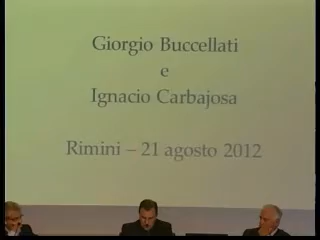 Giorgio Buccellati
e
Ignacio Carbajosa
Rimini – 21 agosto 2012